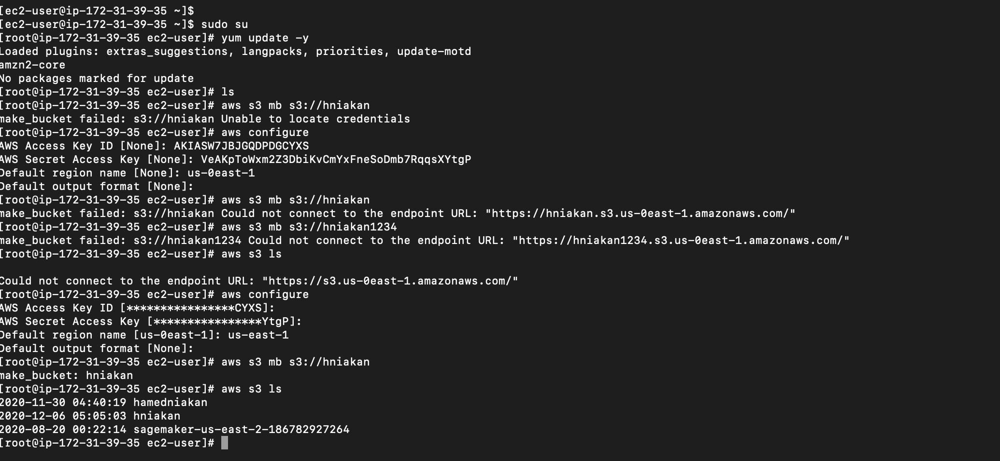 [ec2-user@ip-172-31-39-35 ~]$
[ec2-user@ip-172-31-39-35 ~]$ sudo su
[root@ip-172-31-39-35 ec2-user]# yum update -y
Loaded plugins: extras_suggestions, langpacks, priorities, update-motd
amzn2-core
No packages marked for update
[root@ip-172-31-39-35 ec2-user]# ls
[root@ip-172-31-39-35 ec2-user]# aws s3 mb s3://hniakan
make_bucket failed: s3://hniakan Unable to locate credentials
[root@ip-172-31-39-35 ec2-user]# aws configure
AWS Access Key ID [None]: AKIASW7JBJGQDPDGCYXS
AWS Secret Access Key [None]: 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
Default region name [None]: us-0east-1
Default output format [None]:
[root@ip-172-31-39-35 ec2-user]# aws s3 mb s3://hniakan
make_bucket failed: s3://hniakan Could not connect to the endpoint URL: "https://hniakan.s3.us-0east-1.amazonaws.com/"
[root@ip-172-31-39-35 ec2-user]# aws s3 mb s3://hniakan1234
make_bucket failed: s3://hniakan1234 Could not connect to the endpoint URL: "https://hniakan1234.s3.us-0east-1.amazonaws.com/"
[root@ip-172-31-39-35 ec2-user]# aws s3 ls
Could not connect to the endpoint URL: "https://s3.us-0east-1.amazonaws.com/"
[root@ip-172-31-39-35 ec2-user]# aws configure
AWS Access Key ID [****************CYXS]:
AWS Secret Access Key [****************YtgP]:
Default region name [us-0east-1]: us-east-1
Default output format [None]:
[root@ip-172-31-39-35 ec2-user]# aws s3 mb s3://hniakan
make_bucket: hniakan
[root@ip-172-31-39-35 ec2-user]# aws s3 ls
2020-11-30 04:40:19 hamedniakan
2020-12-06 05:05:03 hniakan
2020-08-20 00:22:14 sagemaker-us-east-2-186782927264
[root@ip-172-31-39-35 ec2-user]#